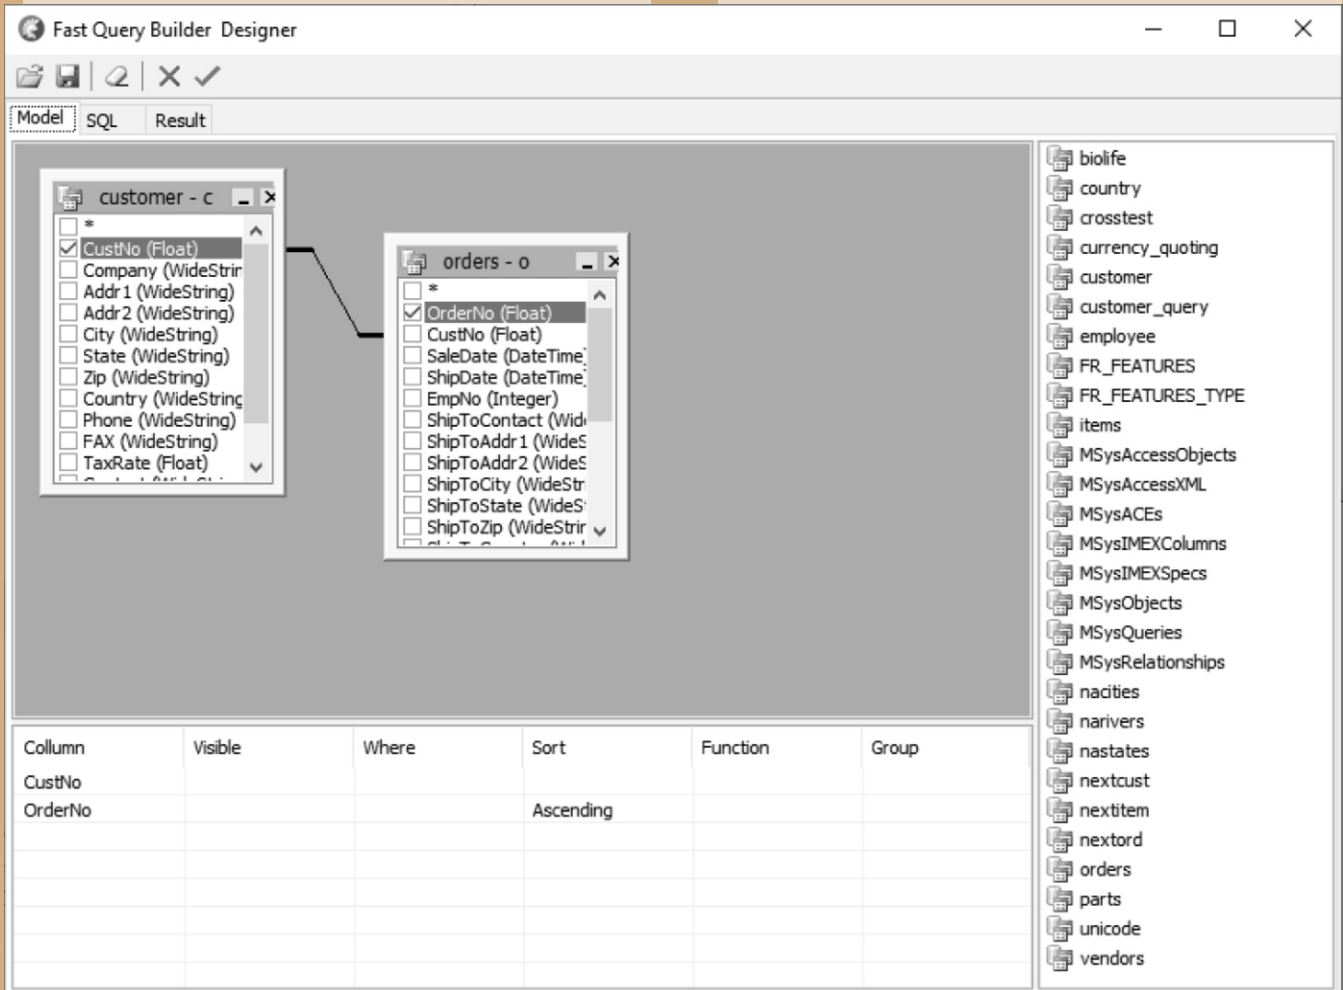 Fast Query Builder Designer
Model SQL Result
customer - c
*
CustNo (Float)
Company (WideStrin
Addr1 (WideString)
Addr2 (WideString)
City (WideString)
State (WideString)
Zip (WideString)
Country (WideString
Phone (WideString)
FAX (WideString)
TaxRate (Float)
orders - o
*
OrderNo (Float)
CustNo (Float)
SaleDate (DateTime)
ShipDate (DateTime)
EmpNo (Integer)
ShipToContact (Wide
ShipToAddr1 (WideS
ShipToAddr2 (WideS
ShipToCity (WideStr
ShipToState (WideS
ShipToZip (WideStrin
biolife
country
crosstest
currency_quoting
customer
customer_query
employee
FR_FEATURES
FR_FEATURES_TYPE
items
MSysAccessObjects
MSysAccessXML
MSysACEs
MSysIMEXColumns
MSysIMEXSpecs
MSysObjects
MSysQueries
MSysRelationships
nacities
narivers
nastates
nextcust
nextitem
nextord
orders
parts
unicode
vendors
Collumn Visible Where Sort Function Group
CustNo
OrderNo Ascending